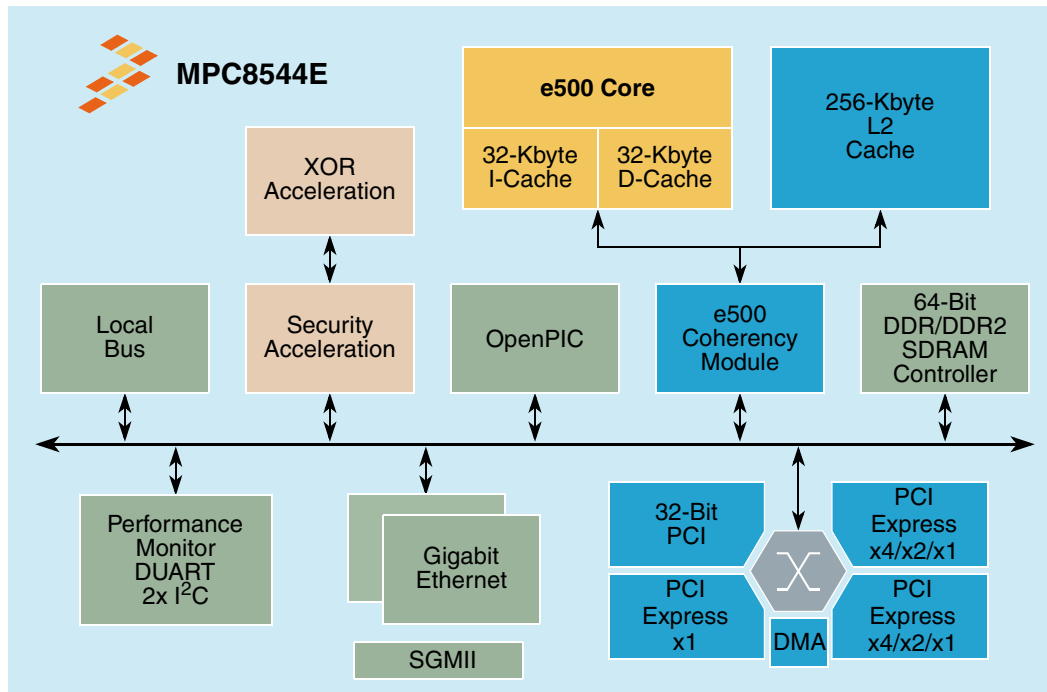 MPC8544E
e500 Core
32-Kbyte
I-Cache
32-Kbyte
D-Cache
256-Kbyte
L2
Cache
XOR
Acceleration
Local
Bus
Security
Acceleration
OpenPIC
e500
Coherency
Module
64-Bit
DDR/DDR2
SDRAM
Controller
Performance
Monitor
DUART
2x I²C
Gigabit
Ethernet
SGMII
32-Bit
PCI
PCI
Express
x4/x2/x1
PCI
Express
x1
DMA
PCI
Express
x4/x2/x1